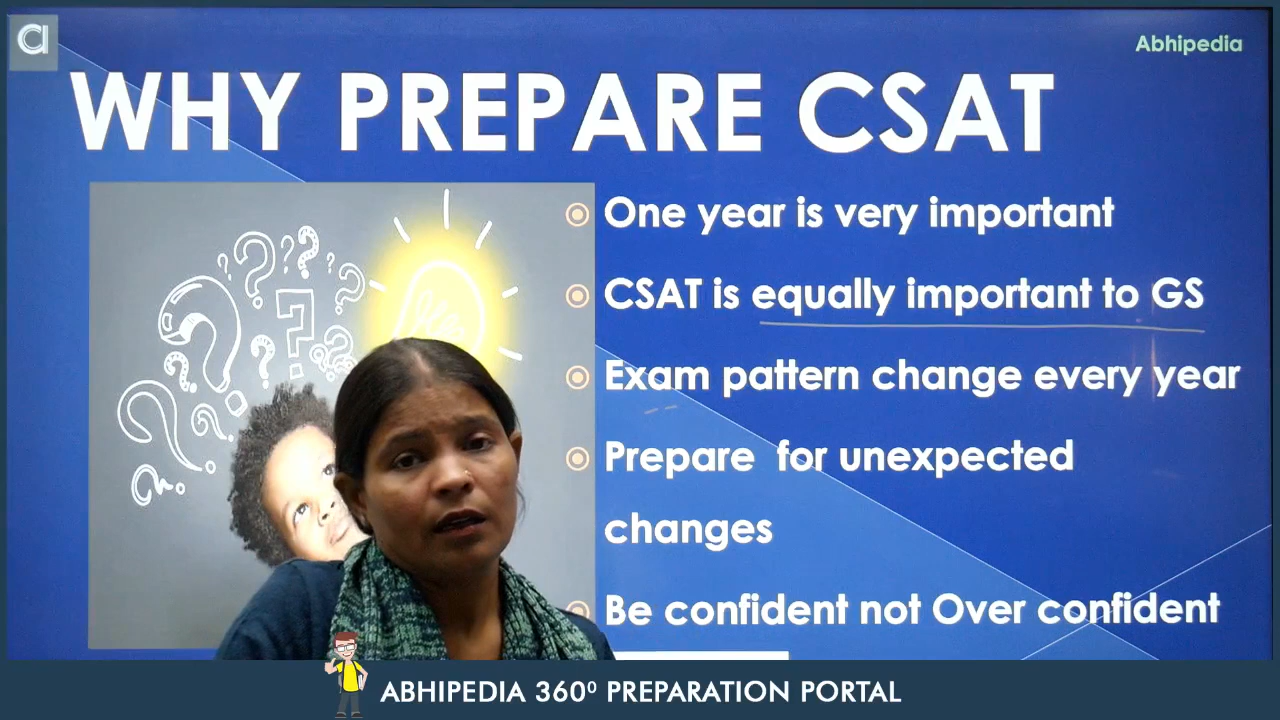 Abhipedia
WHY PREPARE CSAT
One year is very important
CSAT is equally important to GS
Exam pattern change every year
Prepare for unexpected
changes
Be confident not Over confident
ABHIPEDIA 360⁰ PREPARATION PORTAL